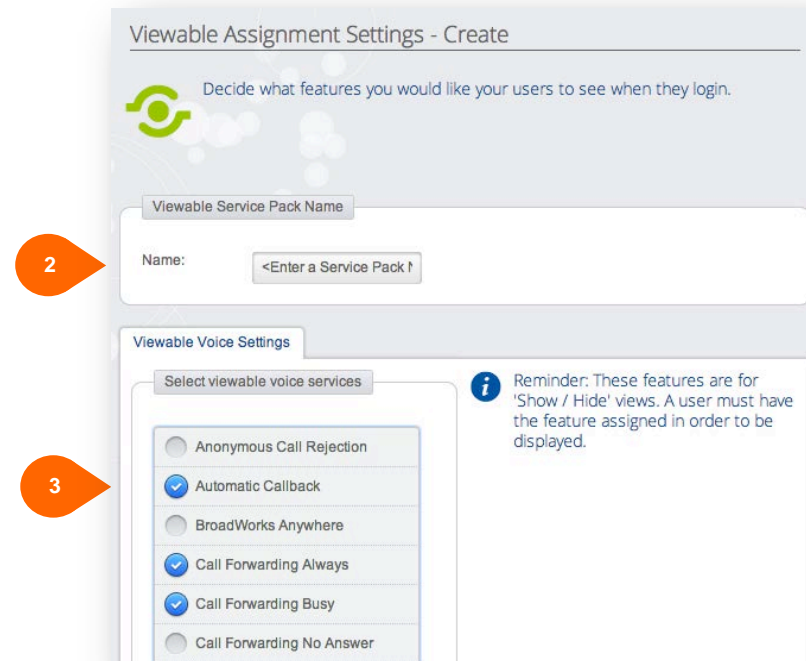 Viewable Assignment Settings - Create
Decide what features you would like your users to see when they login.
Viewable Service Pack Name
2
Name:
<Enter a Service Pack N
Viewable Voice Settings
Select viewable voice services
Reminder: These features are for
'Show / Hide' views. A user must have
the feature assigned in order to be
displayed.
Anonymous Call Rejection
3
Automatic Callback
BroadWorks Anywhere
Call Forwarding Always
Call Forwarding Busy
Call Forwarding No Answer